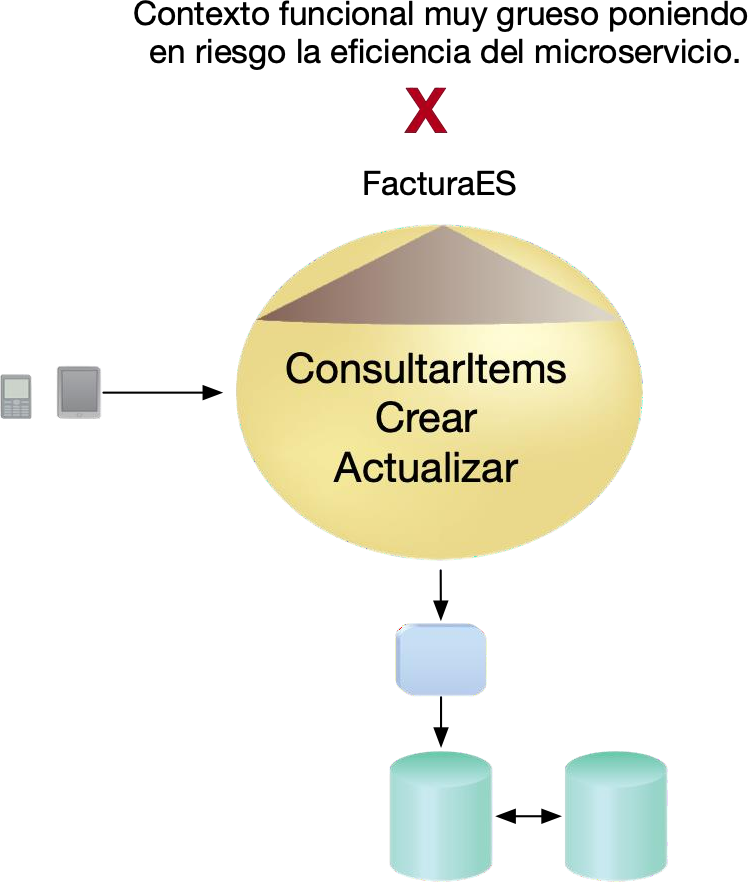 Contexto funcional muy grueso poniendo
en riesgo la eficiencia del microservicio.
X
FacturaES
ConsultarItems
Crear
Actualizar